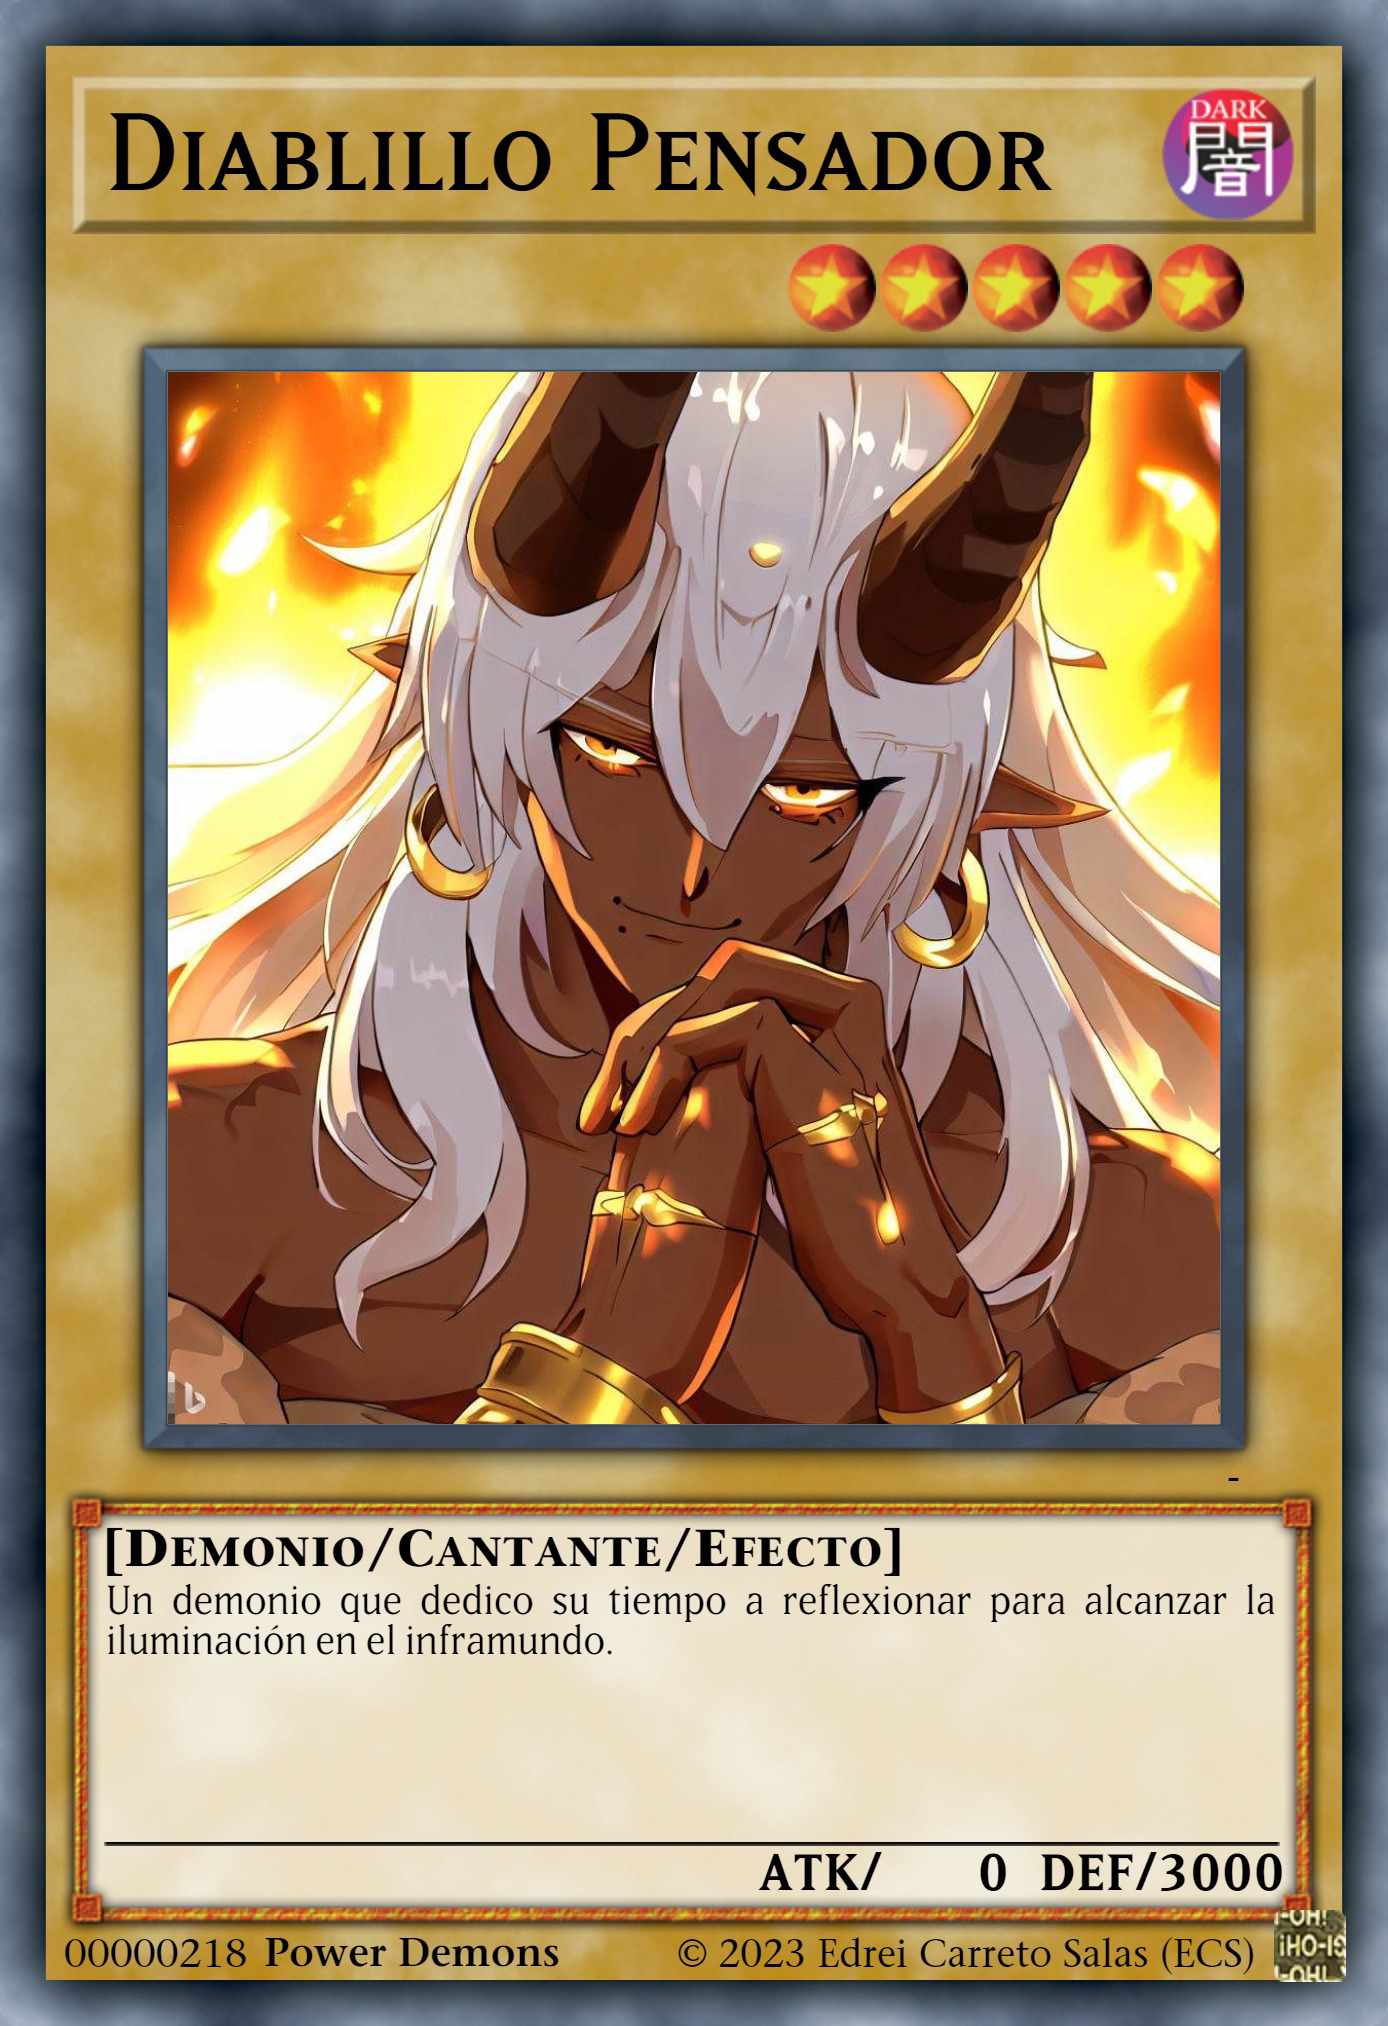 Diablillo Pensador
DARK
闇
-
[Demonio/Cantante/Efecto]
Un demonio que dedico su tiempo a reflexionar para alcanzar la
iluminación en el inframundo.
ATK/ 0 DEF/3000
00000218 Power Demons © 2023 Edrei Carreto Salas (ECS)